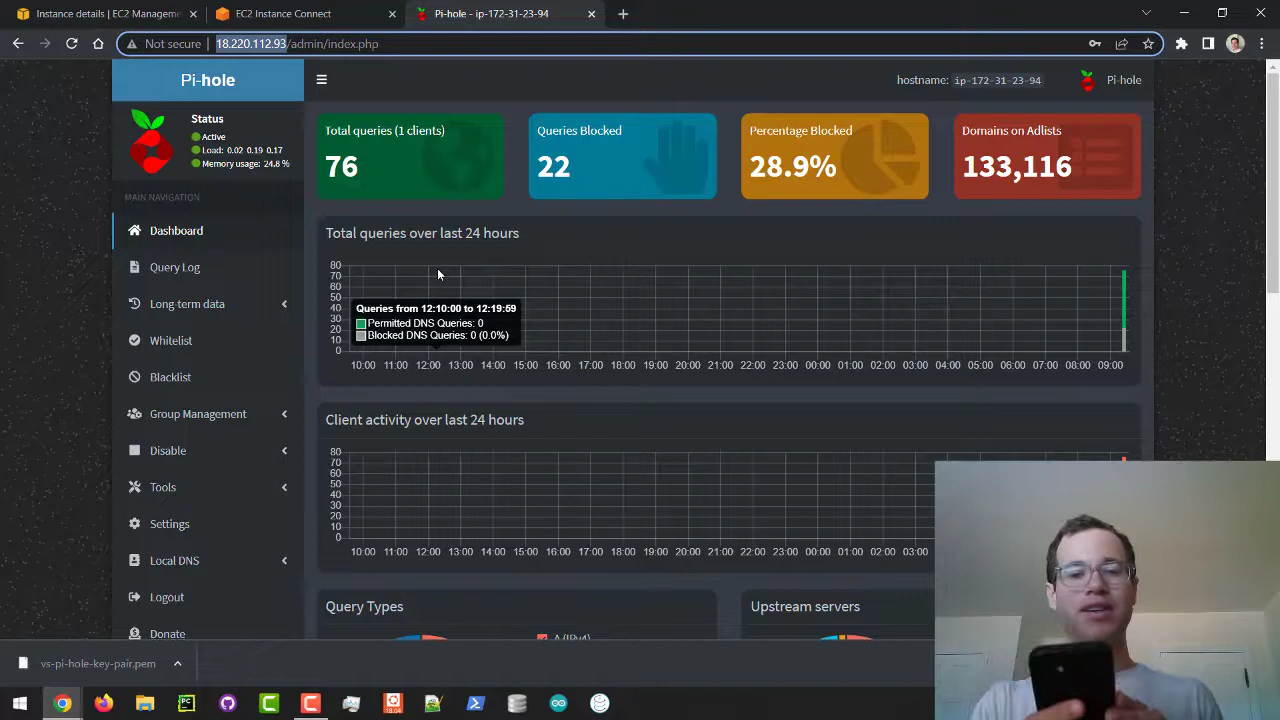 Instance details | EC2 Manageme
EC2 Instance Connect
Pi-hole - ip-172-31-23-94
Not secure
18.220.112.93/admin/index.php
Pi-hole
hostname: ip-172-31-23-94
Pi-hole
Status
Active
Load: 0.02 0.19 0.17
Memory usage: 24.8 %
MAIN NAVIGATION
Dashboard
Query Log
Long-term data
Whitelist
Blacklist
Group Management
Disable
Tools
Settings
Local DNS
Logout
Donate
Total queries (1 clients)
76
Queries Blocked
22
Percentage Blocked
28.9%
Domains on Adlists
133,116
Total queries over last 24 hours
80
70
60
50
40
30
20
10
0
Queries from 12:10:00 to 12:19:59
Permitted DNS Queries: 0
Blocked DNS Queries: 0 (0.0%)
10:00 11:00 12:00 13:00 14:00 15:00 16:00 17:00 18:00 19:00 20:00 21:00 22:00 23:00 00:00 01:00 02:00 03:00 04:00 05:00 06:00 07:00 08:00 09:00
Client activity over last 24 hours
80
70
60
50
40
30
20
10
0
10:00 11:00 12:00 13:00 14:00 15:00 16:00 17:00 18:00 19:00 20:00 21:00 22:00 23:00 00:00 01:00 02:00 03:00
Query Types
A (IPv4)
Upstream servers
vs-pi-hole-key-pair.pem
18.04